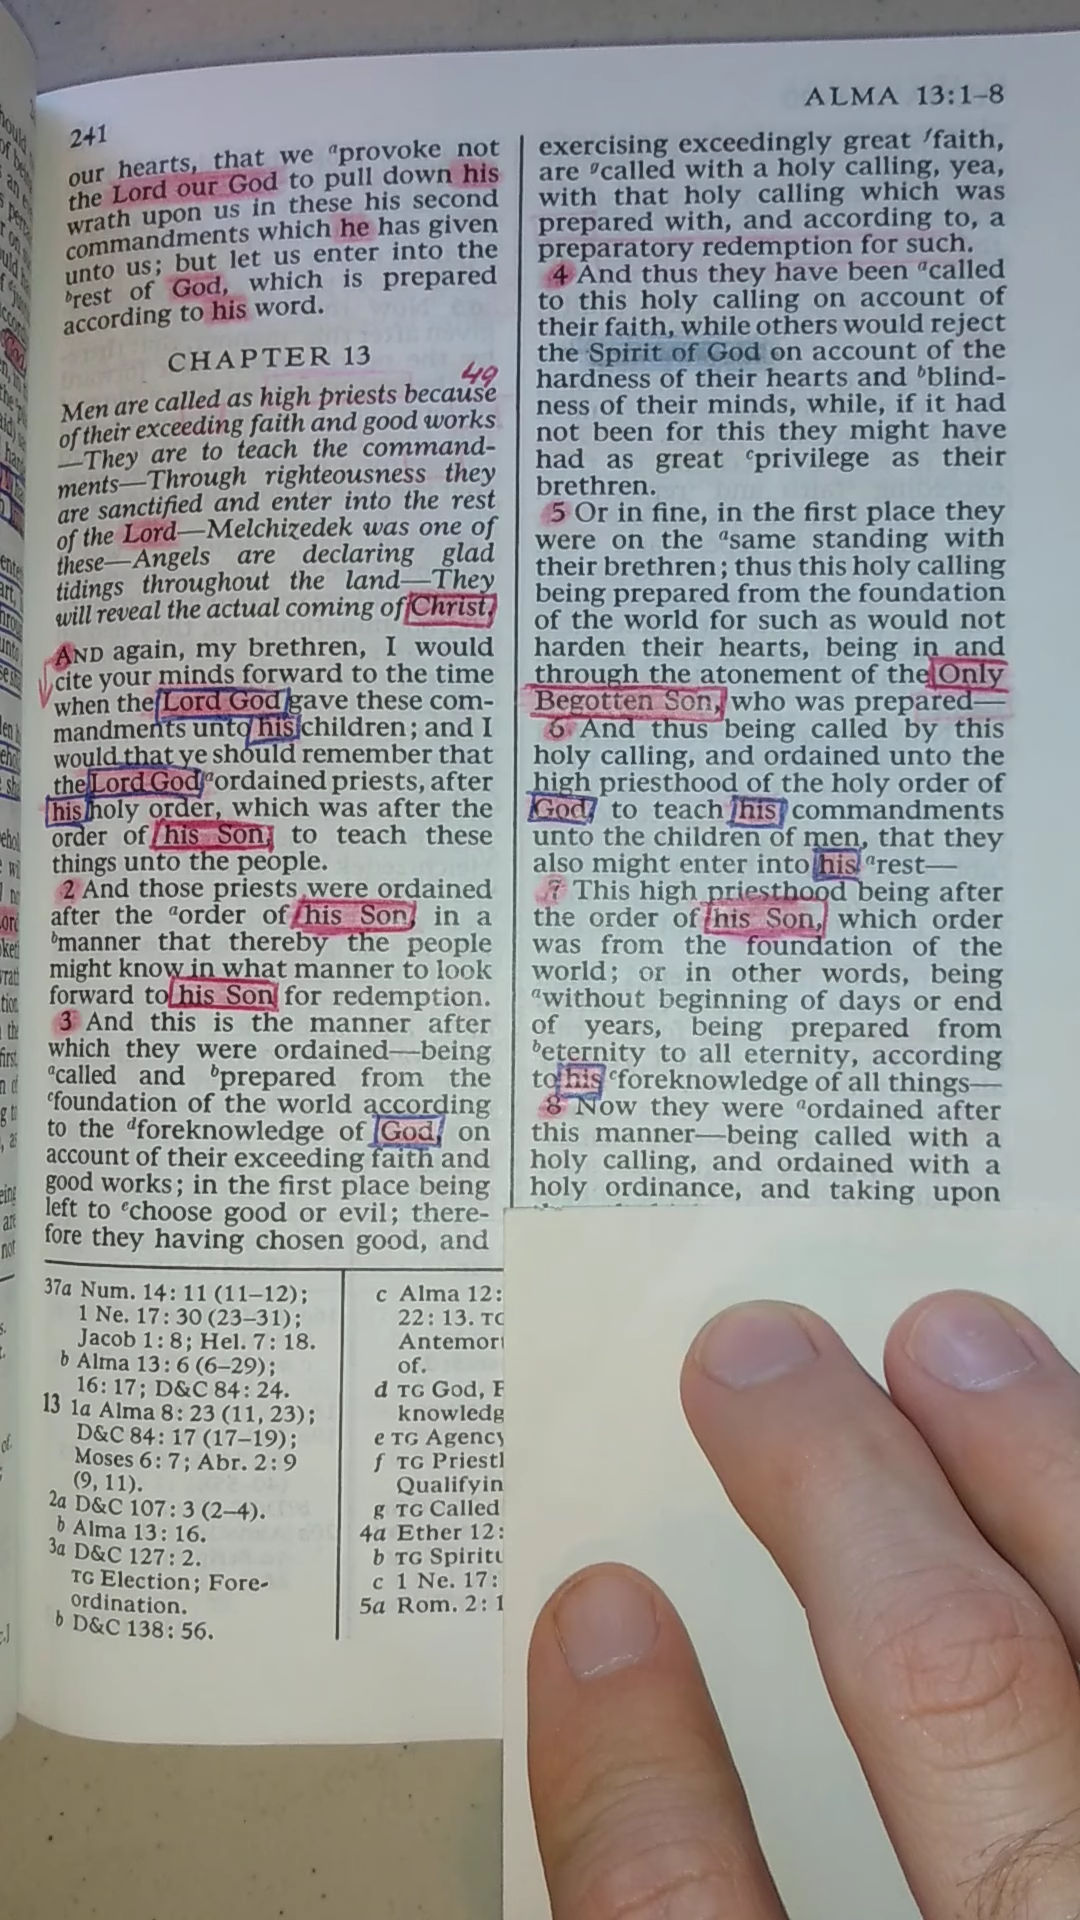 241
ALMA 13:1–8
our hearts, that we ᵃprovoke not
the Lord our God to pull down his
wrath upon us in these his second
commandments which he has given
unto us; but let us enter into the
ᵇrest of God, which is prepared
according to his word.
CHAPTER 13
49
Men are called as high priests because
of their exceeding faith and good works
—They are to teach the command-
ments—Through righteousness they
are sanctified and enter into the rest
of the Lord—Melchizedek was one of
these—Angels are declaring glad
tidings throughout the land—They
will reveal the actual coming of Christ.
AND again, my brethren, I would
cite your minds forward to the time
when the Lord God gave these com-
mandments unto his children; and I
would that ye should remember that
the Lord God ᵃordained priests, after
his holy order, which was after the
order of his Son, to teach these
things unto the people.
2 And those priests were ordained
after the ᵃorder of his Son, in a
ᵇmanner that thereby the people
might know in what manner to look
forward to his Son for redemption.
3 And this is the manner after
which they were ordained—being
ᵃcalled and ᵇprepared from the
ᶜfoundation of the world according
to the ᵈforeknowledge of God, on
account of their exceeding faith and
good works; in the first place being
left to ᵉchoose good or evil; there-
fore they having chosen good, and
exercising exceedingly great ᶠfaith,
are ᵍcalled with a holy calling, yea,
with that holy calling which was
prepared with, and according to, a
preparatory redemption for such.
4 And thus they have been ᵃcalled
to this holy calling on account of
their faith, while others would reject
the Spirit of God on account of the
hardness of their hearts and ᵇblind-
ness of their minds, while, if it had
not been for this they might have
had as great ᶜprivilege as their
brethren.
5 Or in fine, in the first place they
were on the ᵃsame standing with
their brethren; thus this holy calling
being prepared from the foundation
of the world for such as would not
harden their hearts, being in and
through the atonement of the Only
Begotten Son, who was prepared—
6 And thus being called by this
holy calling, and ordained unto the
high priesthood of the holy order of
God, to teach his commandments
unto the children of men, that they
also might enter into his ᵃrest—
7 This high priesthood being after
the order of his Son, which order
was from the foundation of the
world; or in other words, being
ᵃwithout beginning of days or end
of years, being prepared from
ᵇeternity to all eternity, according
to his ᶜforeknowledge of all things—
8 Now they were ᵃordained after
this manner—being called with a
holy calling, and ordained with a
holy ordinance, and taking upon
37a Num. 14: 11 (11–12);
1 Ne. 17: 30 (23–31);
Jacob 1: 8; Hel. 7: 18.
b Alma 13: 6 (6–29);
16: 17; D&C 84: 24.
13 1a Alma 8: 23 (11, 23);
D&C 84: 17 (17–19);
Moses 6: 7; Abr. 2: 9
(9, 11).
2a D&C 107: 3 (2–4).
b Alma 13: 16.
3a D&C 127: 2.
TG Election; Fore-
ordination.
b D&C 138: 56.
c Alma 12:
22: 13. TG
Antemor
of.
d TG God, F
knowledg
e TG Agency
f TG Priestl
Qualifyin
g TG Called
4a Ether 12:
b TG Spiritu
c 1 Ne. 17:
5a Rom. 2: 1